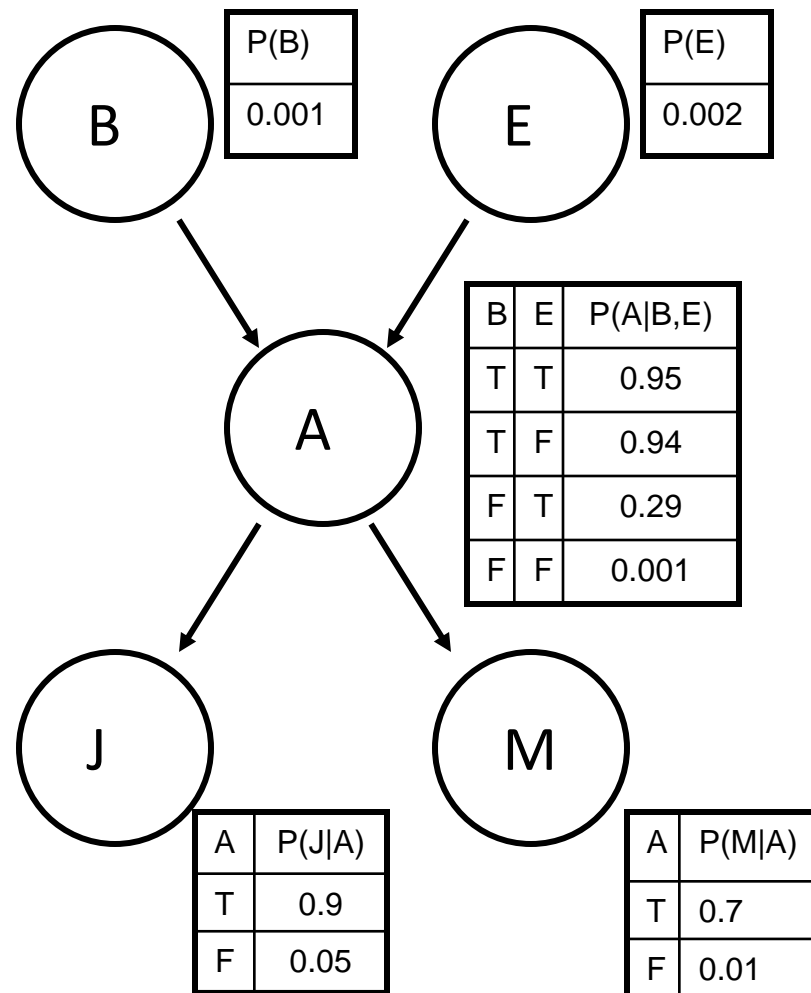 B
P(B)
0.001
E
P(E)
0.002
B E P(A|B,E)
T T 0.95
T F 0.94
F T 0.29
F F 0.001
A
J
M
A P(J|A)
T 0.9
F 0.05
A P(M|A)
T 0.7
F 0.01